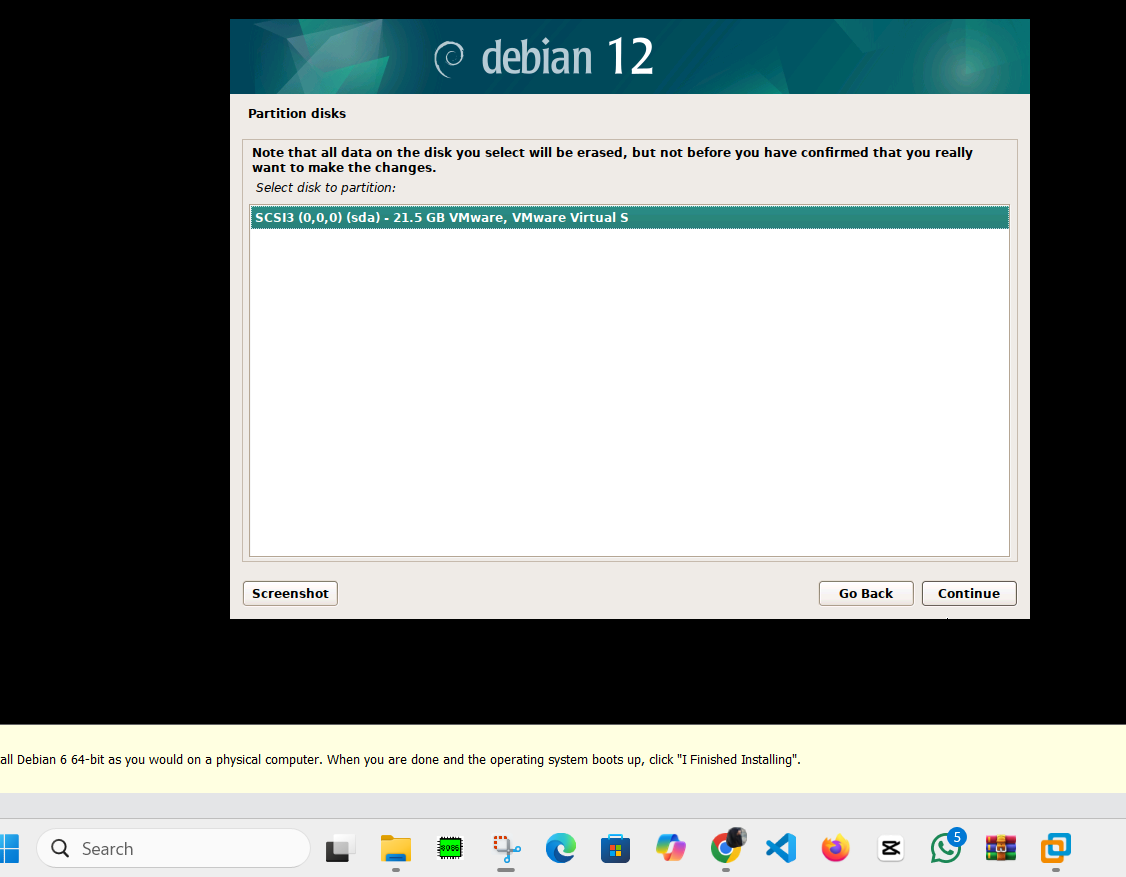 debian 12
Partition disks
Note that all data on the disk you select will be erased, but not before you have confirmed that you really
want to make the changes.
Select disk to partition:
SCSI3 (0,0,0) (sda) - 21.5 GB VMware, VMware Virtual S
Screenshot
Go Back
Continue
all Debian 6 64-bit as you would on a physical computer. When you are done and the operating system boots up, click "I Finished Installing".
Search
5